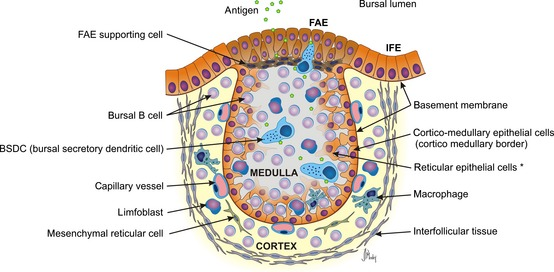 Antigen
Bursal lumen
FAE
FAE supporting cell
IFE
Bursal B cell
Basement membrane
Cortico-medullary epithelial cells
(cortico medullary border)
BSDC (bursal secretory dendritic cell)
MEDULLA
Reticular epithelial cells *
Capillary vessel
Macrophage
Limfoblast
Mesenchymal reticular cell
Interfollicular tissue
CORTEX